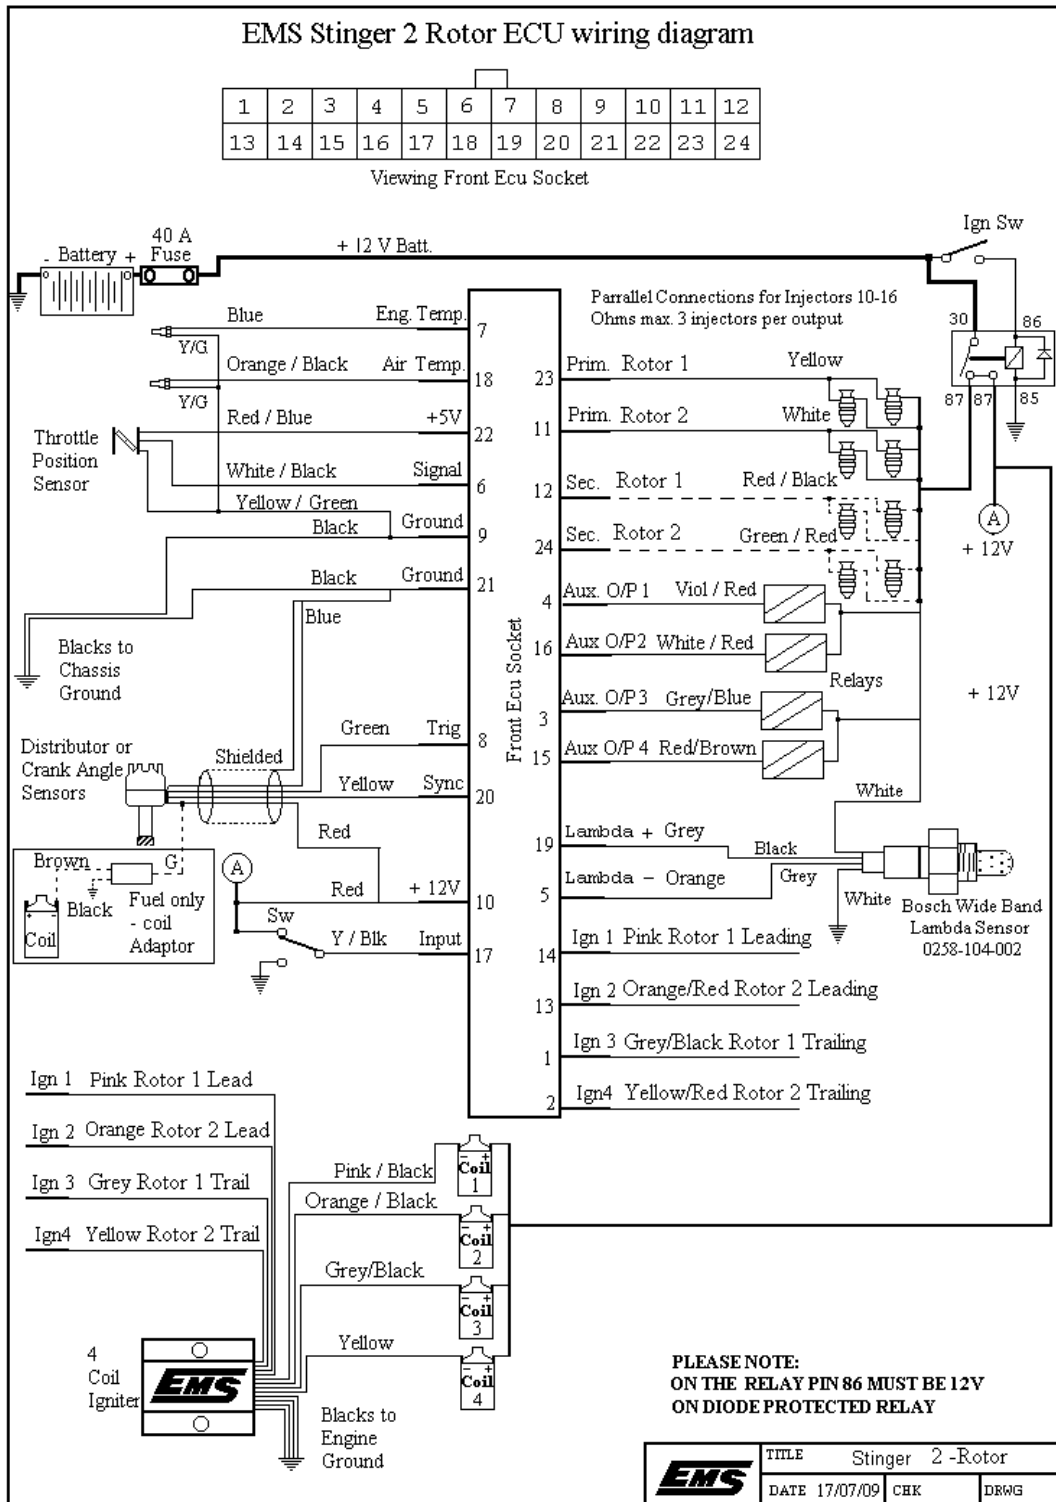 EMS Stinger 2 Rotor ECU wiring diagram
1 2 3 4 5 6 7 8 9 10 11 12
13 14 15 16 17 18 19 20 21 22 23 24
Viewing Front Ecu Socket
- Battery +
40 A
Fuse
+ 12 V Batt.
Ign Sw
30
86
87
87
85
Parrallel Connections for Injectors 10-16
Ohms max. 3 injectors per output
Blue
Eng. Temp.
7
Y/G
Orange / Black
Air Temp.
18
Y/G
Red / Blue
+5V
22
Throttle
Position
Sensor
White / Black
Signal
6
Yellow / Green
Black
Ground
9
Black
Ground
21
Blue
Blacks to
Chassis
Ground
Front Ecu Socket
23
Prim. Rotor 1
Yellow
11
Prim. Rotor 2
White
12
Sec. Rotor 1
Red / Black
24
Sec. Rotor 2
Green / Red
4
Aux. O/P 1
Viol / Red
16
Aux O/P2
White / Red
Relays
3
Aux. O/P 3
Grey/Blue
15
Aux O/P 4
Red/Brown
A
+ 12V
+ 12V
Distributor or
Crank Angle
Sensors
Shielded
Green
Trig
8
Yellow
Sync
20
Red
Red
+ 12V
10
A
Sw
Y / Blk
Input
17
Brown
G
Black
Coil
- +
Fuel only
- coil
Adaptor
White
19
Lambda + Grey
Black
5
Lambda - Orange
Grey
White
Bosch Wide Band
Lambda Sensor
0258-104-002
14
Ign 1 Pink Rotor 1 Leading
13
Ign 2 Orange/Red Rotor 2 Leading
1
Ign 3 Grey/Black Rotor 1 Trailing
2
Ign4 Yellow/Red Rotor 2 Trailing
Ign 1 Pink Rotor 1 Lead
Ign 2 Orange Rotor 2 Lead
Ign 3 Grey Rotor 1 Trail
Ign4 Yellow Rotor 2 Trail
Pink / Black
- +
Coil
1
Orange / Black
- +
Coil
2
Grey/Black
- +
Coil
3
Yellow
- +
Coil
4
4
Coil
Igniter
EMS
Blacks to
Engine
Ground
PLEASE NOTE:
ON THE RELAY PIN 86 MUST BE 12V
ON DIODE PROTECTED RELAY
EMS
TITLE Stinger 2 -Rotor
DATE 17/07/09 CHK DRWG